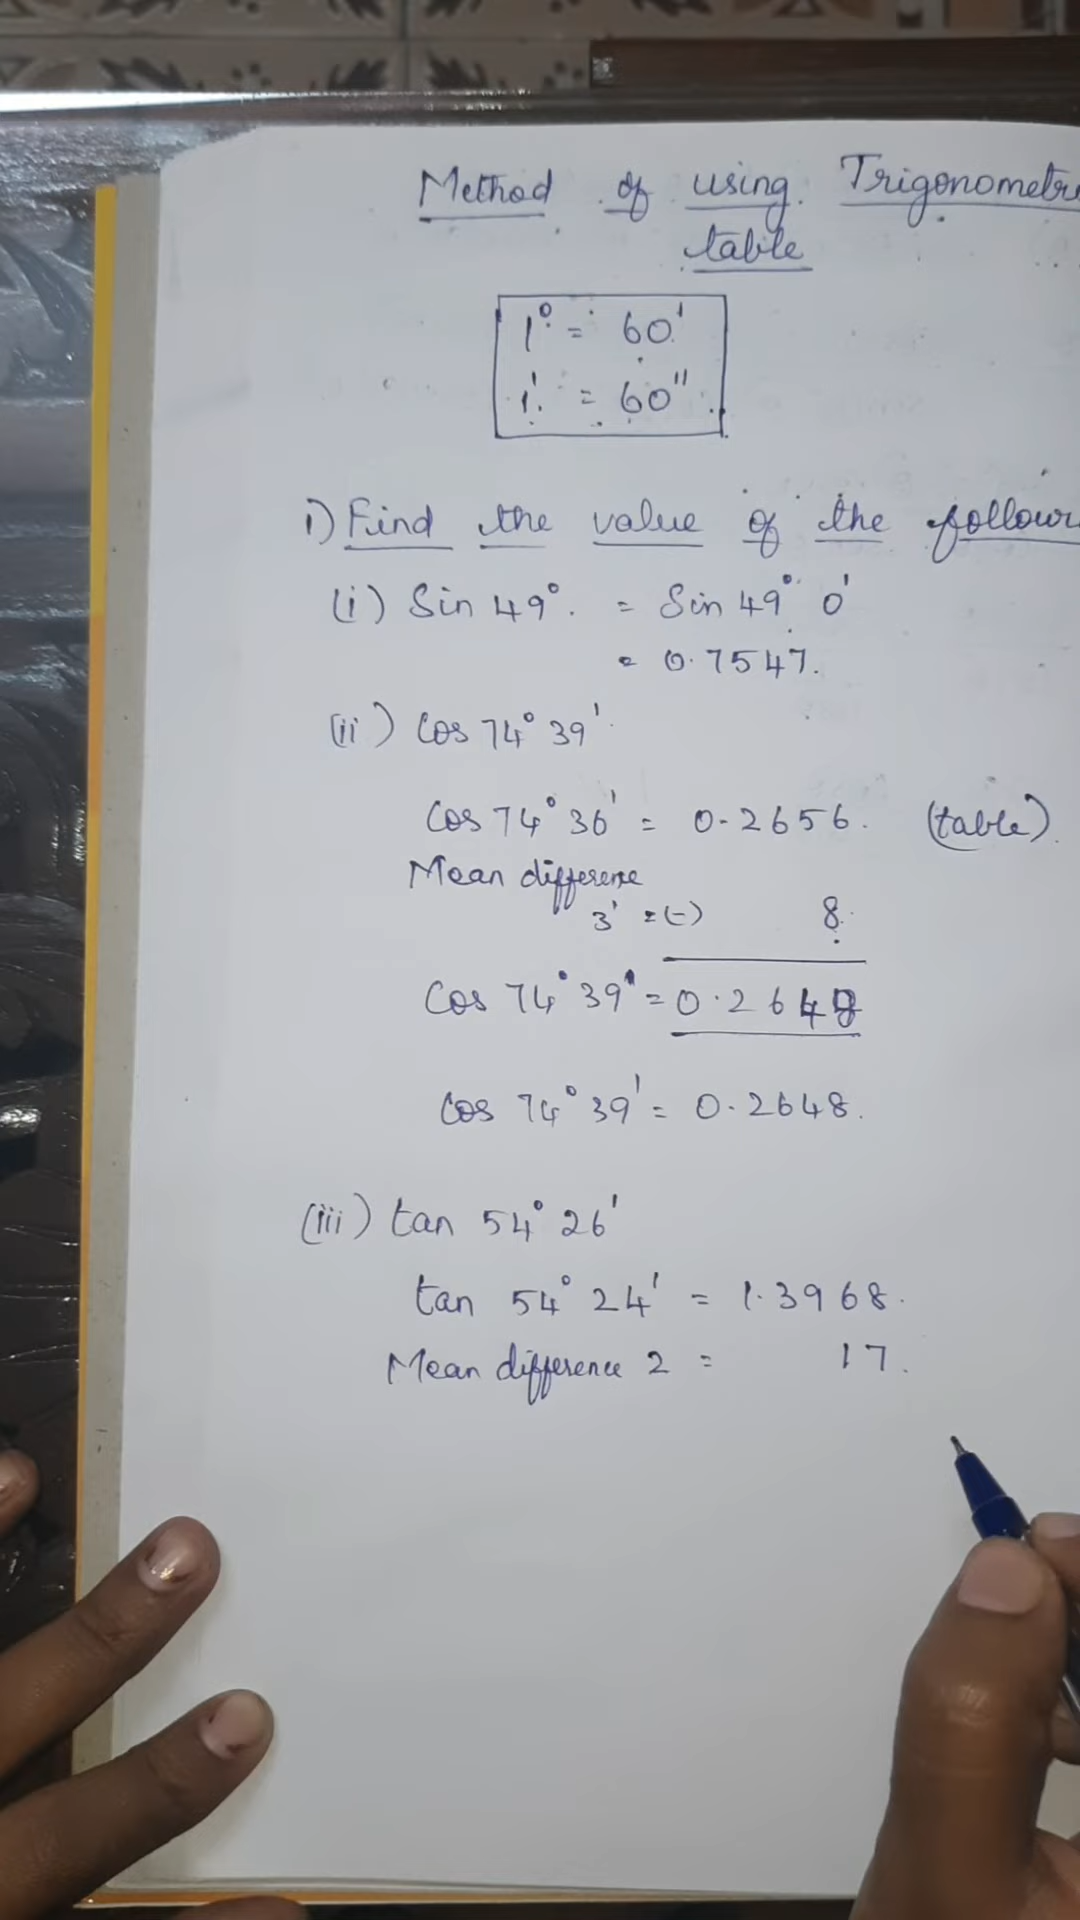 Method of using Trigonometri
table
1° = 60'
1' = 60"
1) Find the value of the followi
(i) Sin 49° = Sin 49° 0'
= 0.7547.
(ii) Cos 74° 39'
Cos 74° 36' = 0.2656. (table)
Mean difference
3' = (-) 8
Cos 74° 39' = 0.2648
Cos 74° 39' = 0.2648.
(iii) tan 54° 26'
tan 54° 24' = 1.3968.
Mean difference 2 = 17.